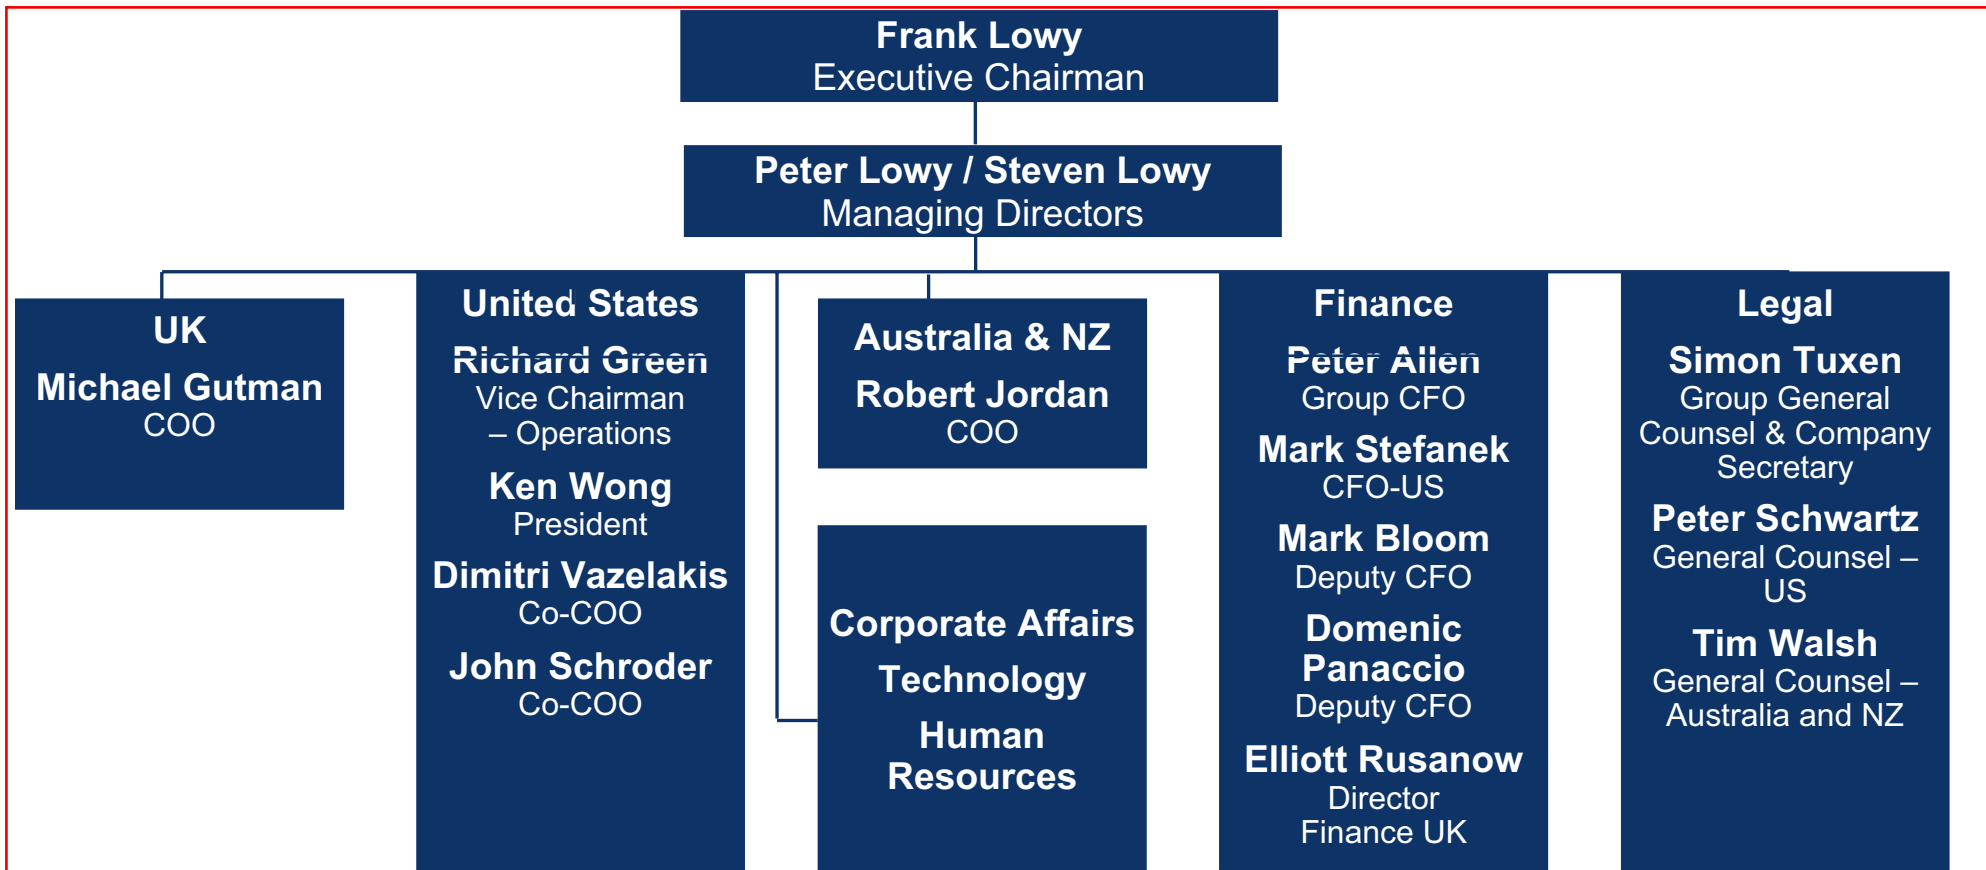 Frank Lowy
Executive Chairman
Peter Lowy / Steven Lowy
Managing Directors
UK
Michael Gutman
COO
United States
Richard Green
Vice Chairman
– Operations
Ken Wong
President
Dimitri Vazelakis
Co-COO
John Schroder
Co-COO
Australia & NZ
Robert Jordan
COO
Corporate Affairs
Technology
Human
Resources
Finance
Peter Allen
Group CFO
Mark Stefanek
CFO-US
Mark Bloom
Deputy CFO
Domenic
Panaccio
Deputy CFO
Elliott Rusanow
Director
Finance UK
Legal
Simon Tuxen
Group General
Counsel & Company
Secretary
Peter Schwartz
General Counsel –
US
Tim Walsh
General Counsel –
Australia and NZ